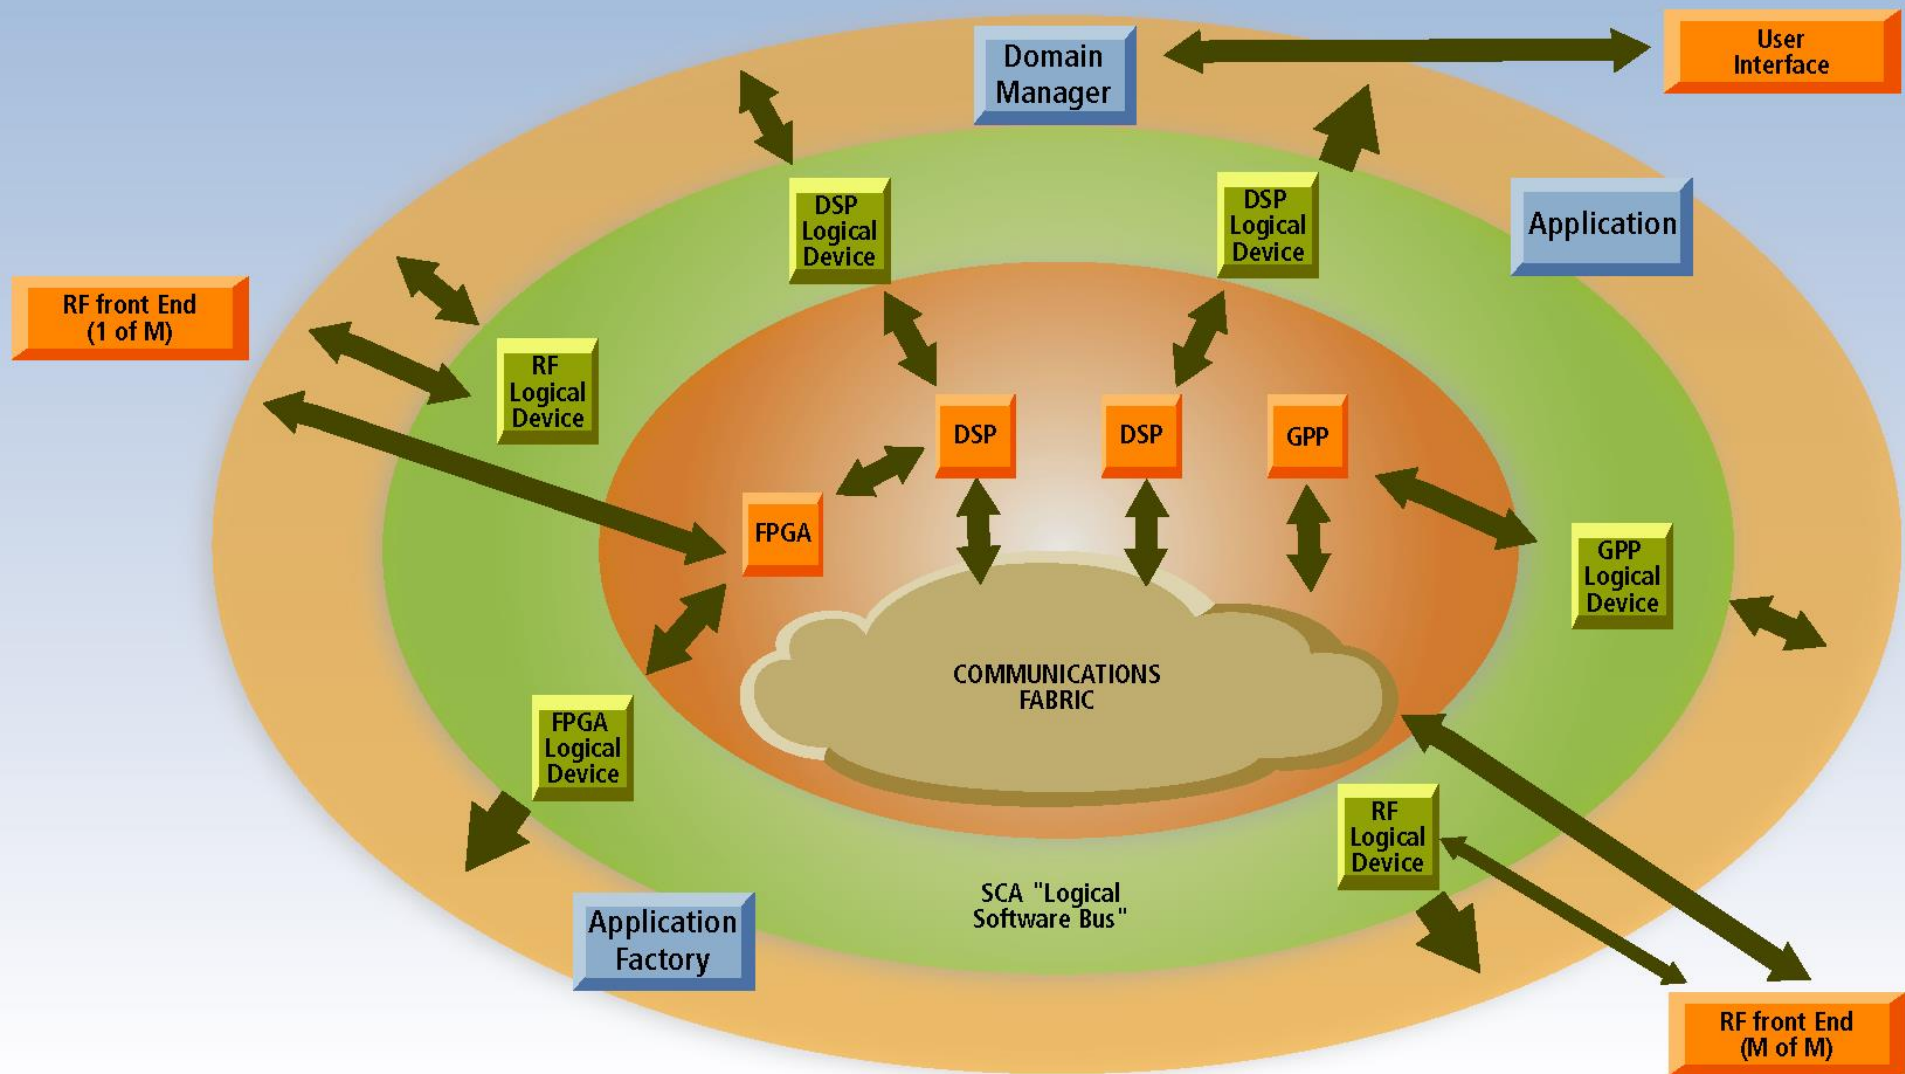 Domain
Manager
User
Interface
DSP
Logical
Device
DSP
Logical
Device
Application
RF front End
(1 of M)
RF
Logical
Device
DSP
DSP
GPP
FPGA
GPP
Logical
Device
COMMUNICATIONS
FABRIC
FPGA
Logical
Device
RF
Logical
Device
SCA "Logical
Software Bus"
Application
Factory
RF front End
(M of M)